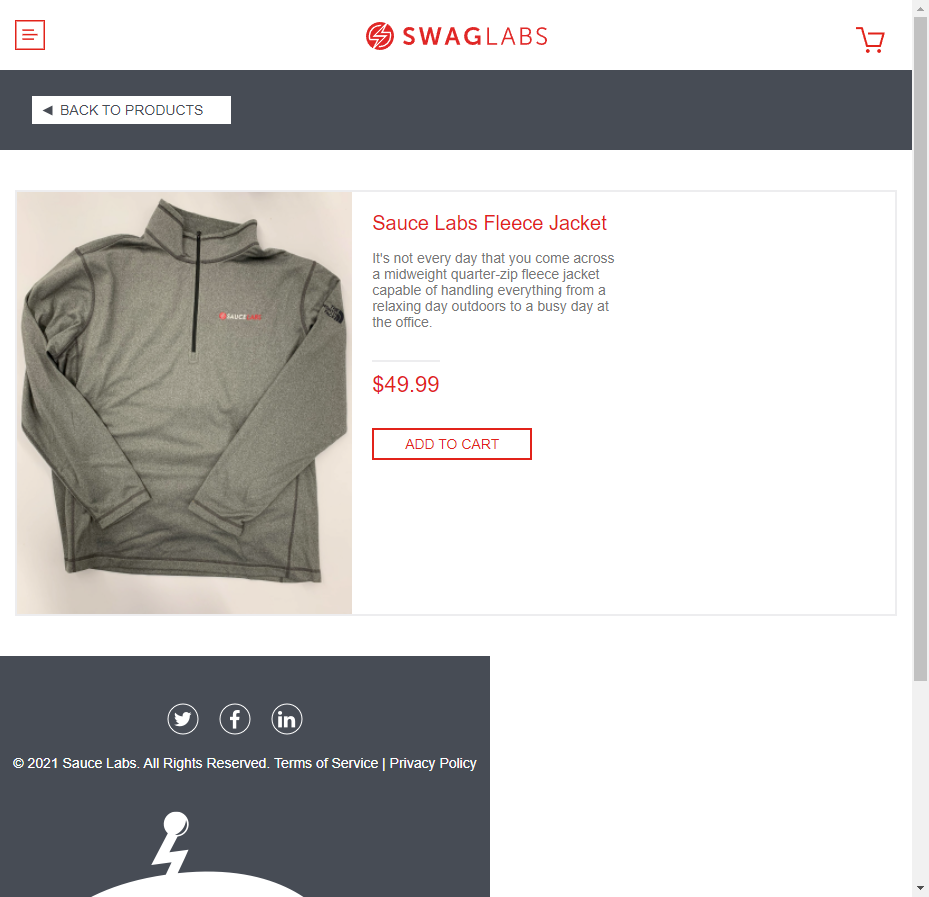 SWAGLABS
◄ BACK TO PRODUCTS
SAUCELABS
Sauce Labs Fleece Jacket
It's not every day that you come across
a midweight quarter-zip fleece jacket
capable of handling everything from a
relaxing day outdoors to a busy day at
the office.
$49.99
ADD TO CART
© 2021 Sauce Labs. All Rights Reserved. Terms of Service | Privacy Policy